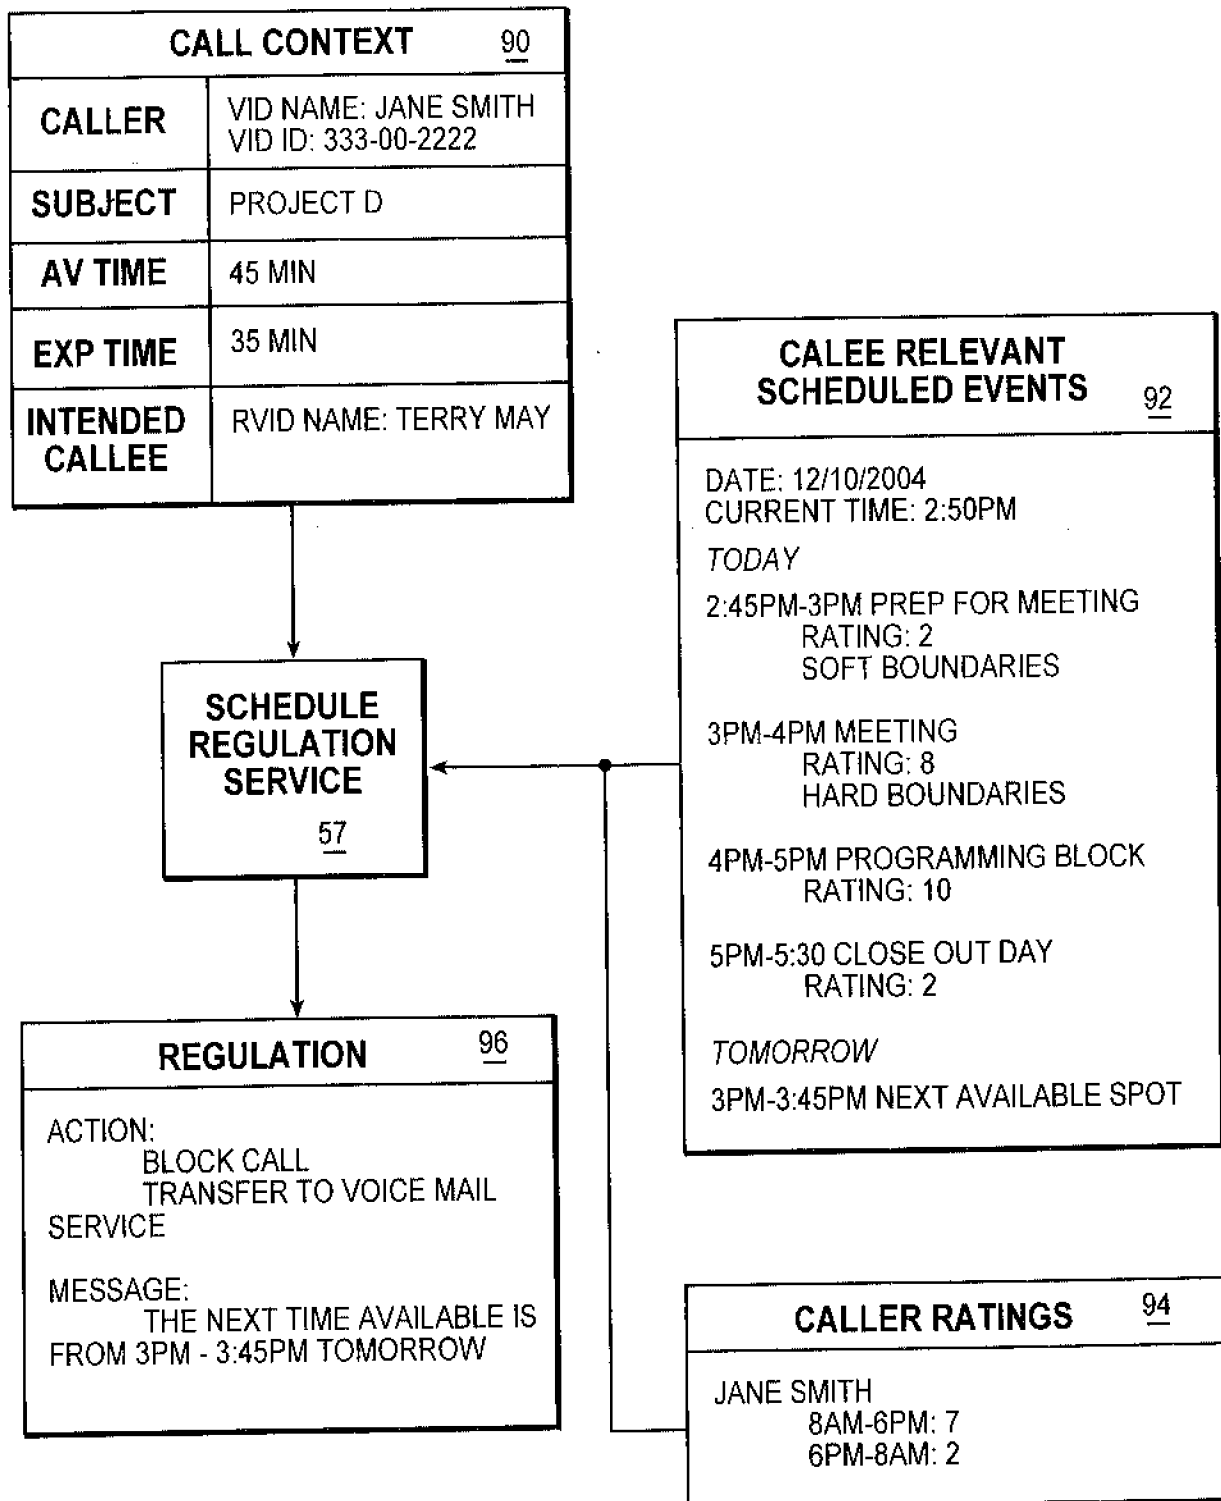 CALL CONTEXT 90
CALLER
VID NAME: JANE SMITH
VID ID: 333-00-2222
SUBJECT
PROJECT D
AV TIME
45 MIN
EXP TIME
35 MIN
INTENDED
CALLEE
RVID NAME: TERRY MAY
CALEE RELEVANT
SCHEDULED EVENTS 92
DATE: 12/10/2004
CURRENT TIME: 2:50PM
TODAY
2:45PM-3PM PREP FOR MEETING
RATING: 2
SOFT BOUNDARIES
3PM-4PM MEETING
RATING: 8
HARD BOUNDARIES
4PM-5PM PROGRAMMING BLOCK
RATING: 10
5PM-5:30 CLOSE OUT DAY
RATING: 2
TOMORROW
3PM-3:45PM NEXT AVAILABLE SPOT
SCHEDULE
REGULATION
SERVICE
57
REGULATION 96
ACTION:
BLOCK CALL
TRANSFER TO VOICE MAIL
SERVICE
MESSAGE:
THE NEXT TIME AVAILABLE IS
FROM 3PM - 3:45PM TOMORROW
CALLER RATINGS 94
JANE SMITH
8AM-6PM: 7
6PM-8AM: 2